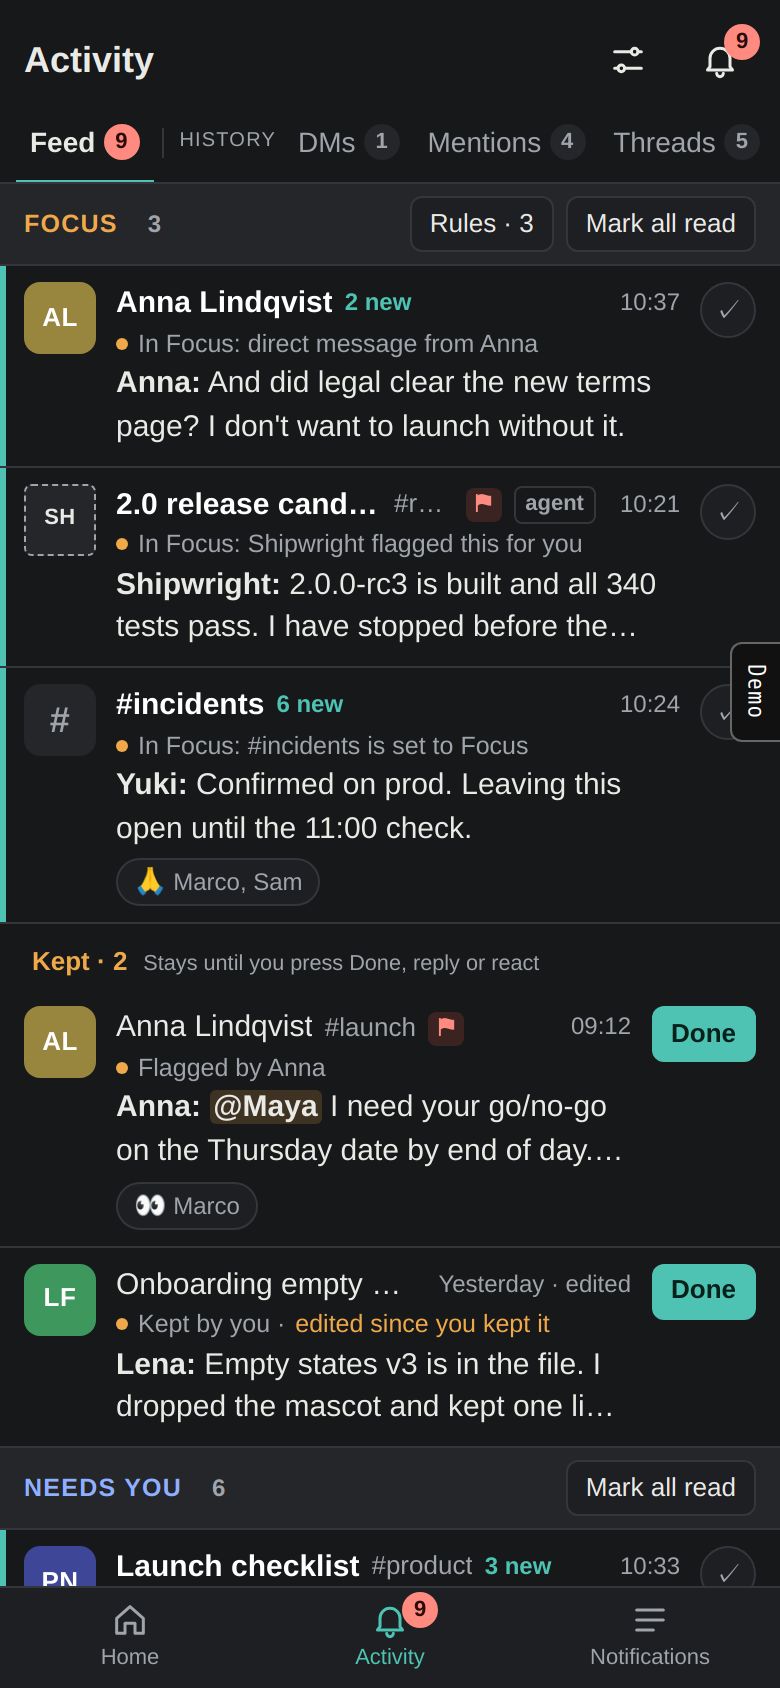 Activity
9
Feed 9 HISTORY DMs 1 Mentions 4 Threads 5
FOCUS 3 Rules · 3 Mark all read
AL Anna Lindqvist 2 new 10:37
In Focus: direct message from Anna
Anna: And did legal clear the new terms
page? I don't want to launch without it.
SH 2.0 release cand… #r… agent 10:21
In Focus: Shipwright flagged this for you
Shipwright: 2.0.0-rc3 is built and all 340
tests pass. I have stopped before the…
Demo
# #incidents 6 new 10:24
In Focus: #incidents is set to Focus
Yuki: Confirmed on prod. Leaving this
open until the 11:00 check.
🙏 Marco, Sam
Kept · 2 Stays until you press Done, reply or react
AL Anna Lindqvist #launch 09:12 Done
Flagged by Anna
Anna: @Maya I need your go/no-go
on the Thursday date by end of day.…
👀 Marco
LF Onboarding empty … Yesterday · edited Done
Kept by you · edited since you kept it
Lena: Empty states v3 is in the file. I
dropped the mascot and kept one li…
NEEDS YOU 6 Mark all read
PN Launch checklist #product 3 new 10:33
9
Home Activity Notifications